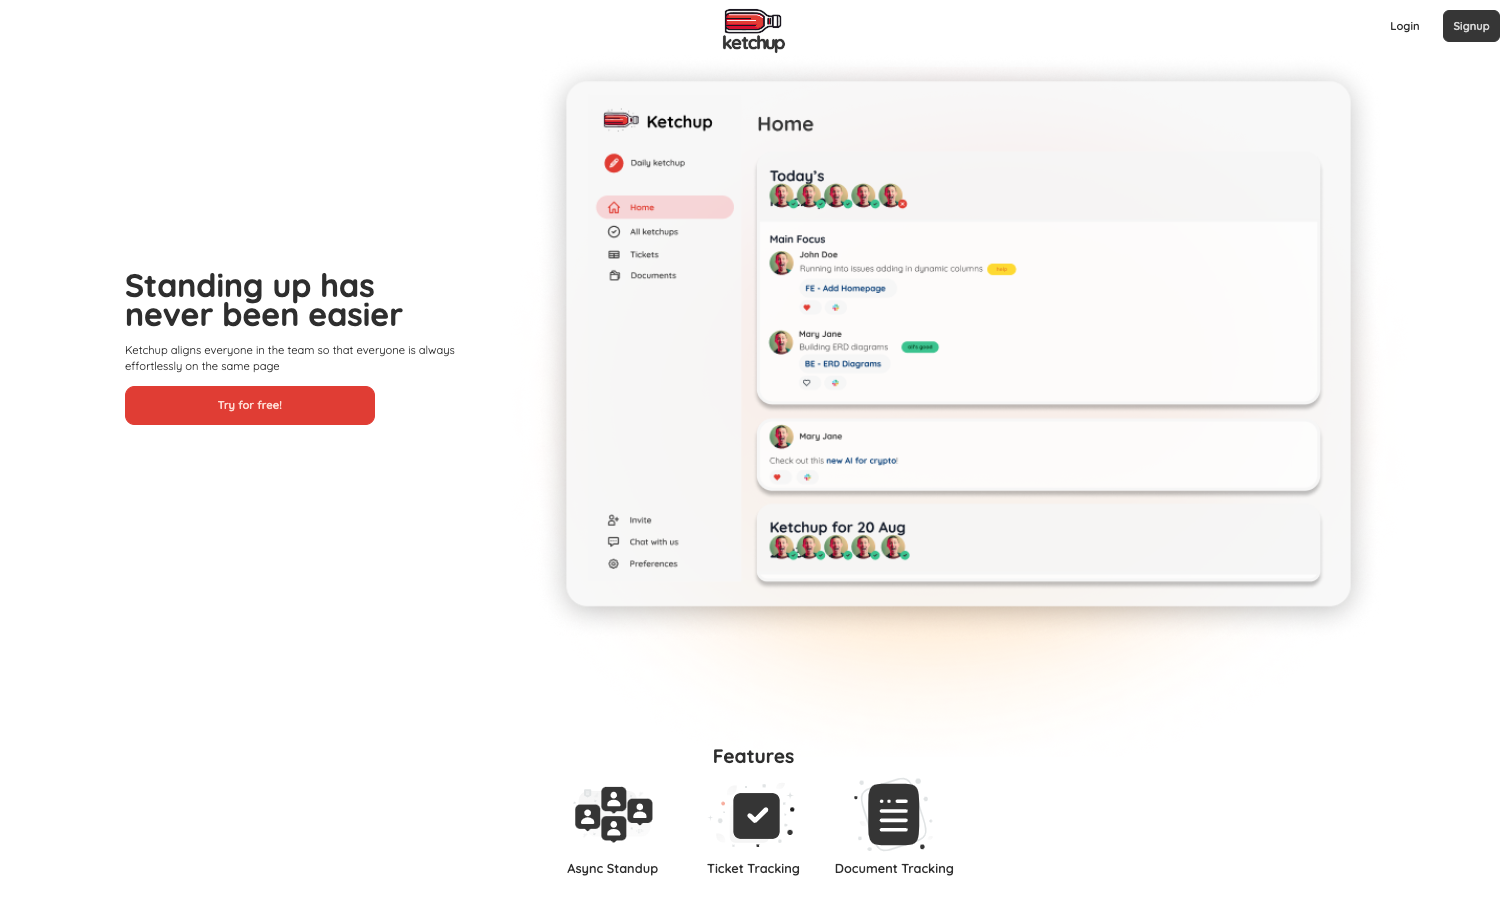 ketchup
Login
Signup
Standing up has
never been easier
Ketchup aligns everyone in the team so that everyone is always
effortlessly on the same page
Try for free!
Ketchup
Daily ketchup
Home
All ketchups
Tickets
Documents
Invite
Chat with us
Preferences
Home
Today's
Main Focus
John Doe
Running into issues adding in dynamic columns
FE - Add Homepage
Mary Jane
Building ERD diagrams
BE - ERD Diagrams
Mary Jane
Check out this new AI for crypto!
Ketchup for 20 Aug
Features
Async Standup
Ticket Tracking
Document Tracking